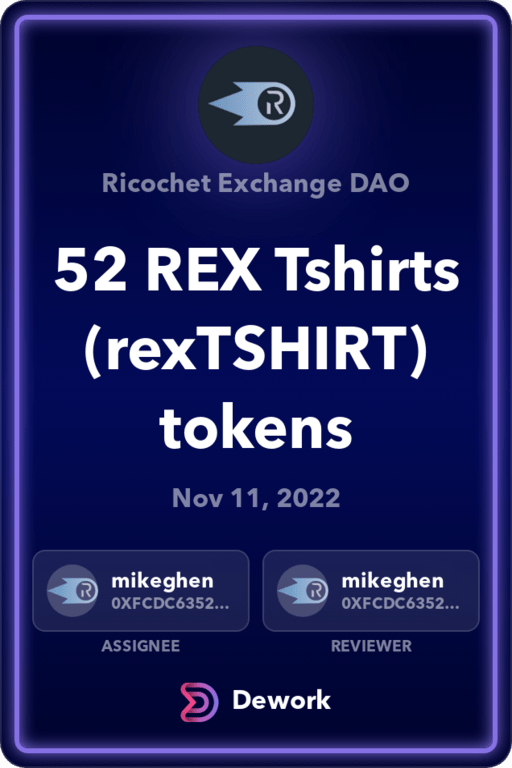 Ricochet Exchange DAO
52 REX Tshirts
(rexTSHIRT)
tokens
Nov 11, 2022
mikeghen mikeghen
0XFCDC6352... 0XFCDC6352...
ASSIGNEE REVIEWER
Dework